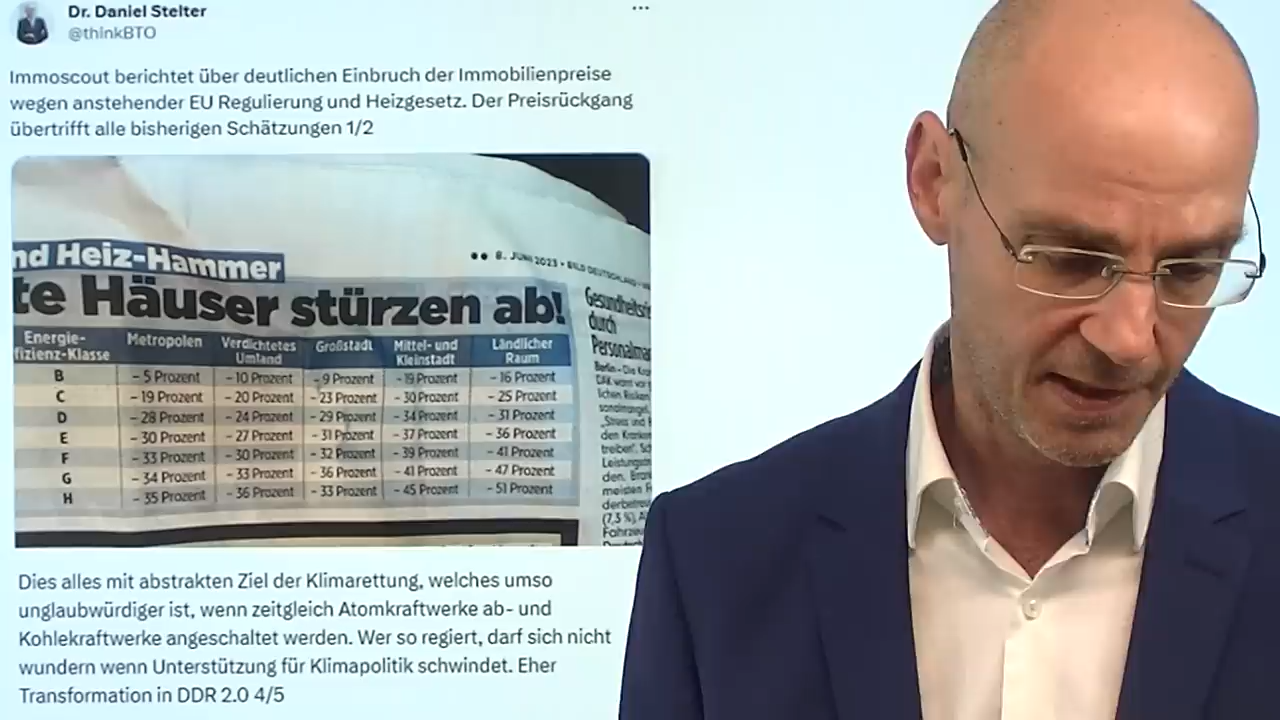 Dr. Daniel Stelter
@thinkBTO
Immoscout berichtet über deutlichen Einbruch der Immobilienpreise
wegen anstehender EU Regulierung und Heizgesetz. Der Preisrückgang
übertrifft alle bisherigen Schätzungen 1/2
nd Heiz-Hammer
8. JUNI 2023 • BILD DEUTSCHLAND
te Häuser stürzen ab!
Energie-
fizienz-Klasse
Metropolen
Verdichtetes
Umland
Großstadt
Mittel- und
Kleinstadt
Ländlicher
Raum
B – 5 Prozent – 10 Prozent – 9 Prozent – 19 Prozent – 16 Prozent
C – 19 Prozent – 20 Prozent – 23 Prozent – 30 Prozent – 25 Prozent
D – 28 Prozent – 24 Prozent – 29 Prozent – 34 Prozent – 31 Prozent
E – 30 Prozent – 27 Prozent – 31 Prozent – 37 Prozent – 36 Prozent
F – 33 Prozent – 30 Prozent – 32 Prozent – 39 Prozent – 41 Prozent
G – 34 Prozent – 33 Prozent – 36 Prozent – 41 Prozent – 47 Prozent
H – 35 Prozent – 36 Prozent – 33 Prozent – 45 Prozent – 51 Prozent
durch
Dies alles mit abstrakten Ziel der Klimarettung, welches umso
unglaubwürdiger ist, wenn zeitgleich Atomkraftwerke ab- und
Kohlekraftwerke angeschaltet werden. Wer so regiert, darf sich nicht
wundern wenn Unterstützung für Klimapolitik schwindet. Eher
Transformation in DDR 2.0 4/5